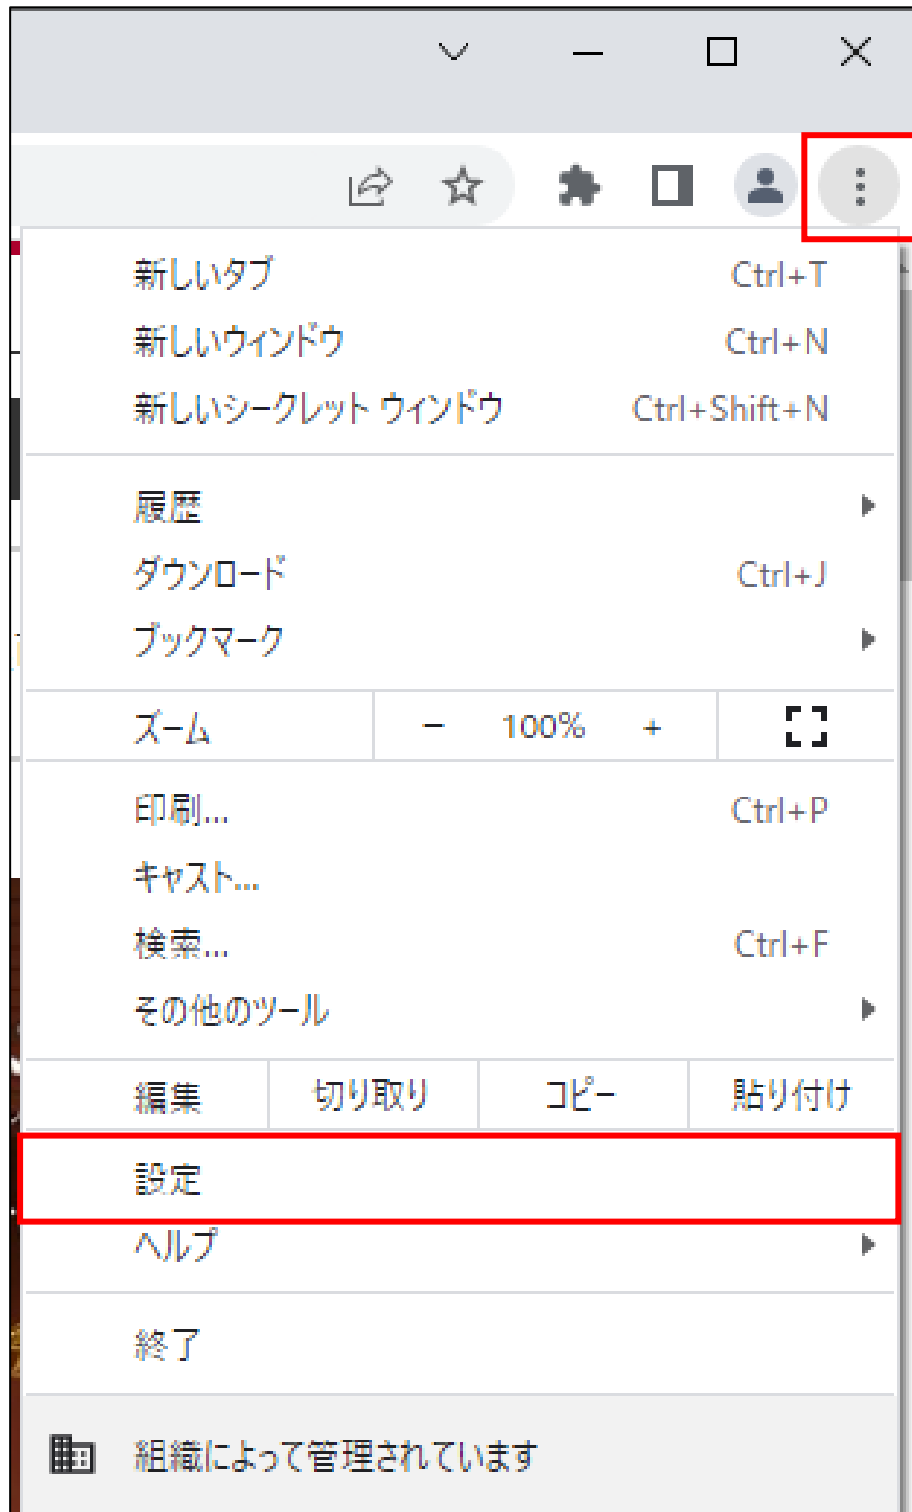 新しいタブ Ctrl+T
新しいウィンドウ Ctrl+N
新しいシークレット ウィンドウ Ctrl+Shift+N
履歴
ダウンロード Ctrl+J
ブックマーク
ズーム − 100% +
印刷... Ctrl+P
キャスト...
検索... Ctrl+F
その他のツール
編集 切り取り コピー 貼り付け
設定
ヘルプ
終了
組織によって管理されています